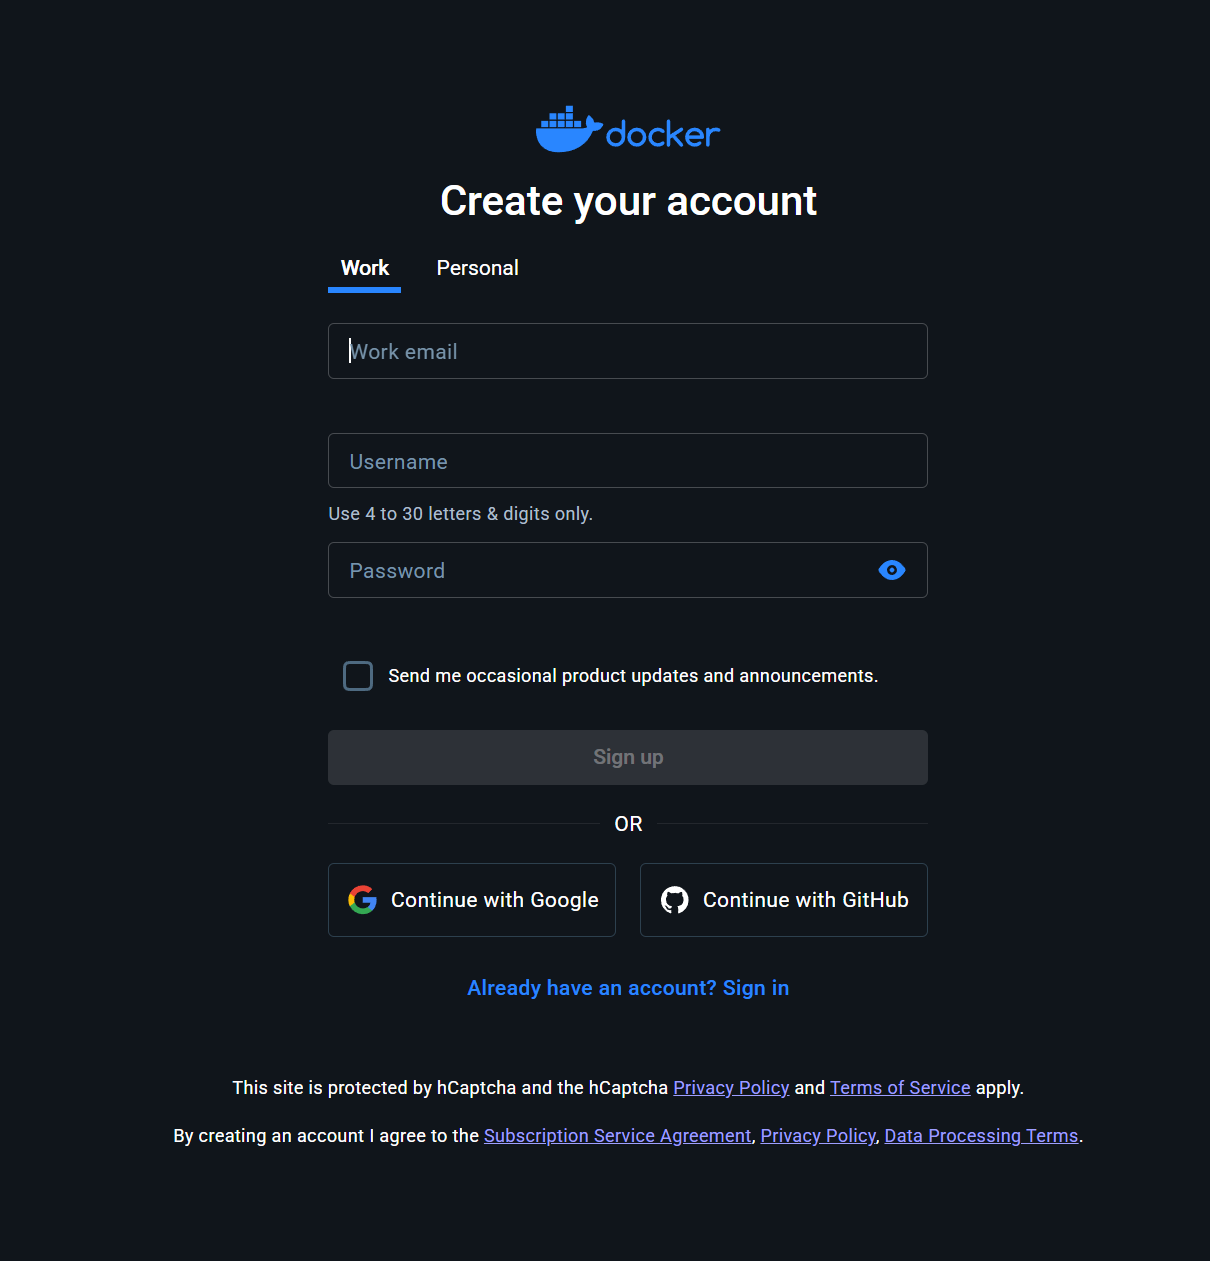 docker
Create your account
Work Personal
Work email
Username
Use 4 to 30 letters & digits only.
Password
Send me occasional product updates and announcements.
Sign up
OR
Continue with Google Continue with GitHub
Already have an account? Sign in
This site is protected by hCaptcha and the hCaptcha Privacy Policy and Terms of Service apply.
By creating an account I agree to the Subscription Service Agreement, Privacy Policy, Data Processing Terms.